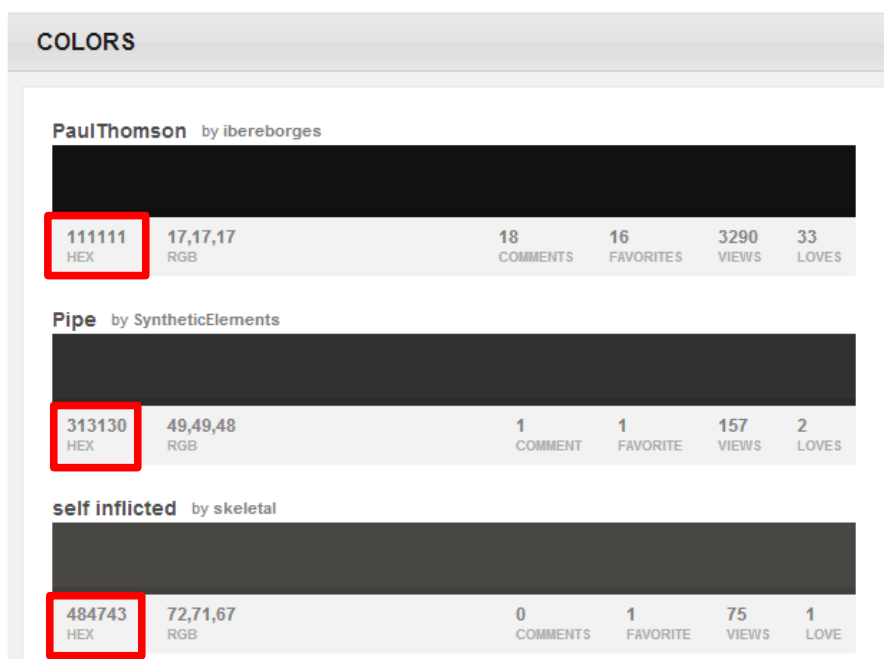 COLORS
PaulThomson by ibereborges
111111 17,17,17 18 16 3290 33
HEX RGB COMMENTS FAVORITES VIEWS LOVES
Pipe by SyntheticElements
313130 49,49,48 1 1 157 2
HEX RGB COMMENT FAVORITE VIEWS LOVES
self inflicted by skeletal
484743 72,71,67 0 1 75 1
HEX RGB COMMENTS FAVORITE VIEWS LOVE